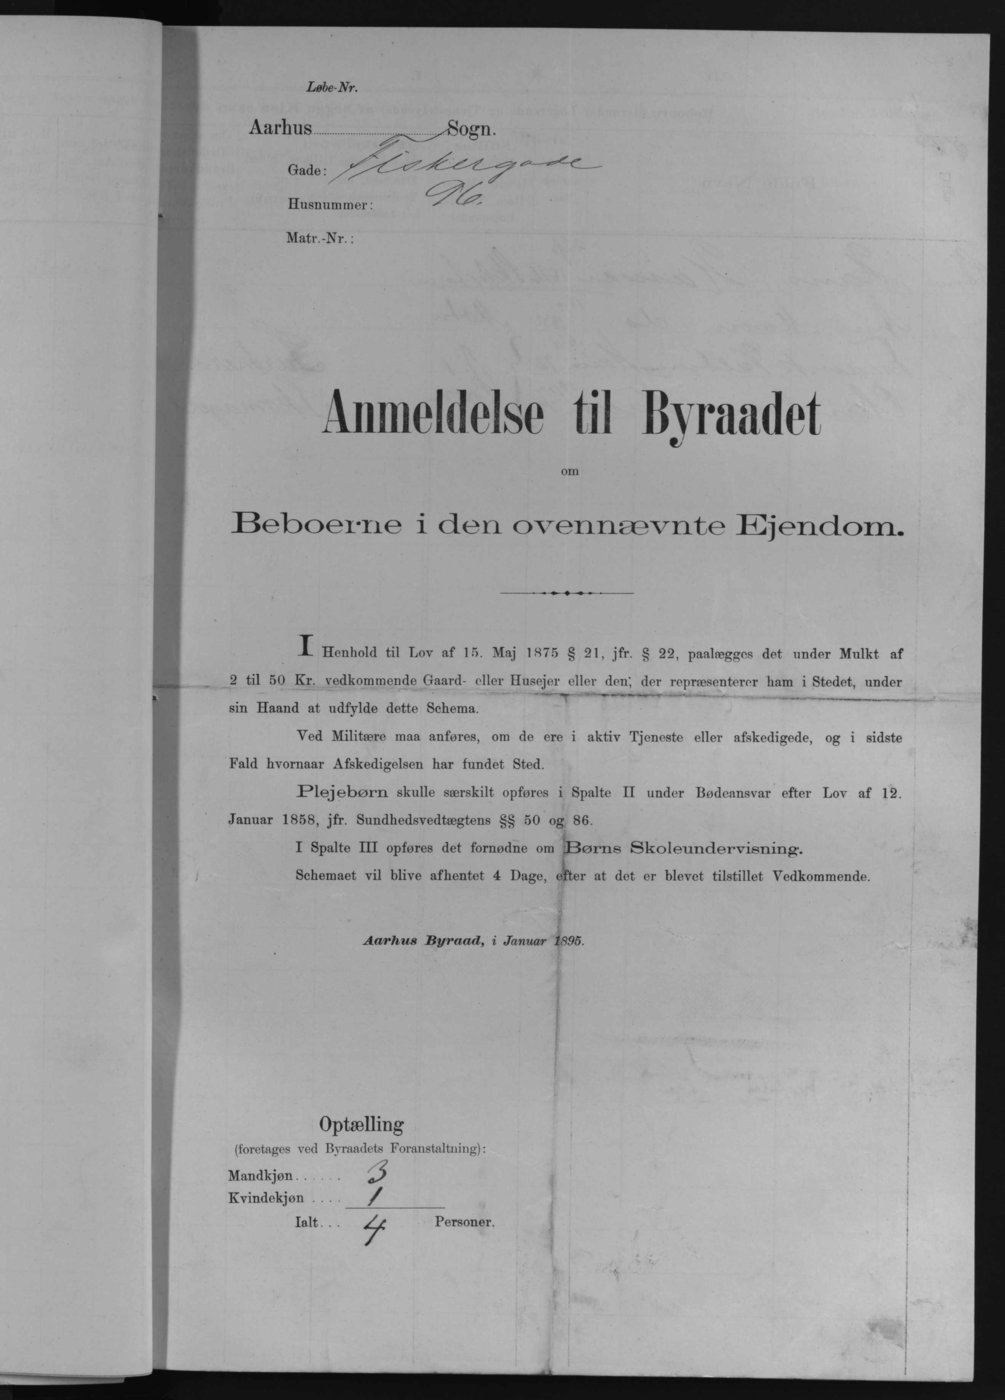 Løbe-Nr.
Aarhus Sogn.
Gade: Fiskergade
Husnummer: 96.
Matr.-Nr.:
Anmeldelse til Byraadet
om
Beboerne i den ovennævnte Ejendom.
I Henhold til Lov af 15. Maj 1875 § 21, jfr. § 22, paalægges det under Mulkt af
2 til 50 Kr. vedkommende Gaard- eller Husejer eller den, der repræsenterer ham i Stedet, under
sin Haand at udfylde dette Schema.
Ved Militære maa anføres, om de ere i aktiv Tjeneste eller afskedigede, og i sidste
Fald hvornaar Afskedigelsen har fundet Sted.
Plejebørn skulle særskilt opføres i Spalte II under Bødeansvar efter Lov af 12.
Januar 1858, jfr. Sundhedsvedtægtens §§ 50 og 86.
I Spalte III opføres det fornødne om Børns Skoleundervisning.
Schemaet vil blive afhentet 4 Dage, efter at det er blevet tilstillet Vedkommende.
Aarhus Byraad, i Januar 1895.
Optælling
(foretages ved Byraadets Foranstaltning):
Mandkjøn...... 3
Kvindekjøn .... 1
Ialt... 4 Personer.